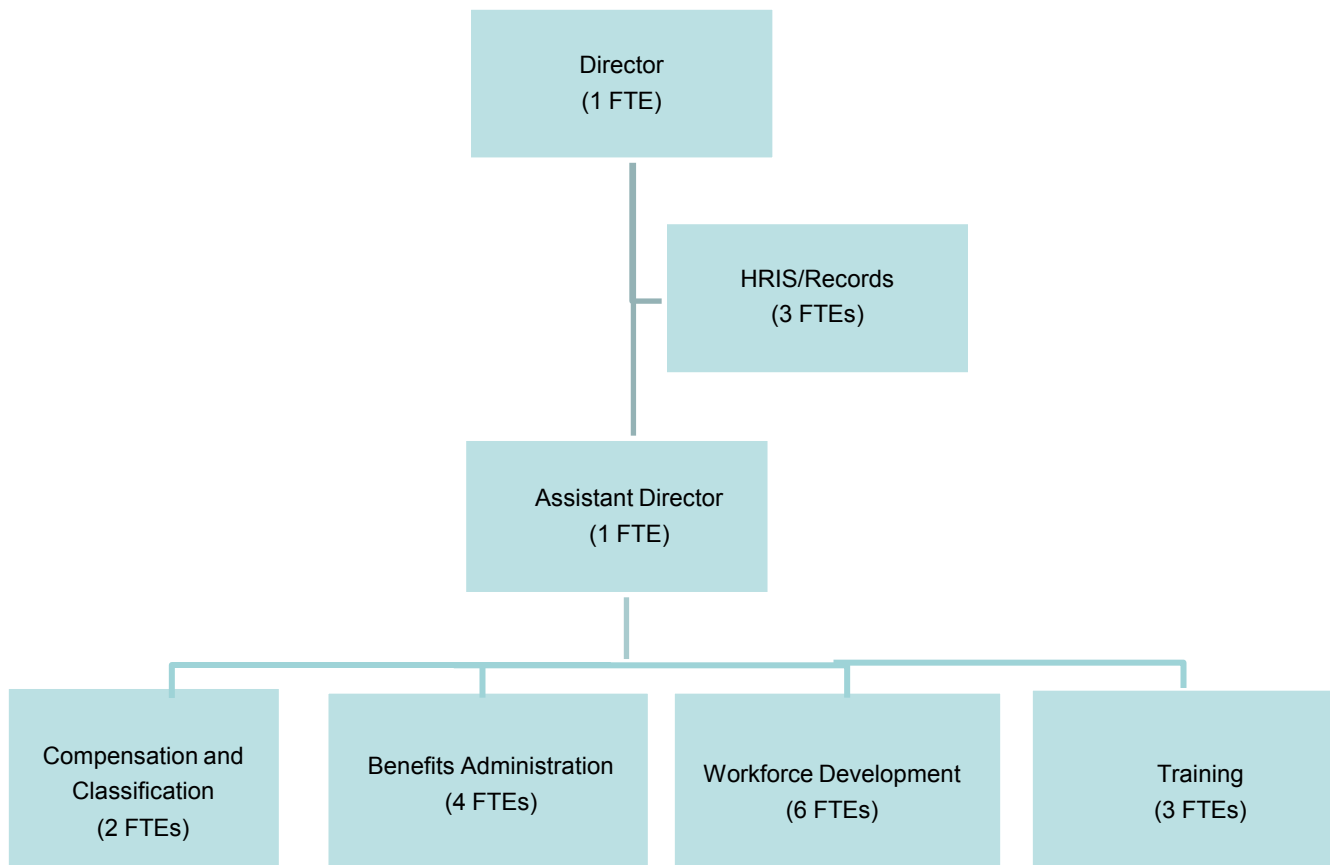 Director
(1 FTE)
HRIS/Records
(3 FTEs)
Assistant Director
(1 FTE)
Compensation and
Classification
(2 FTEs)
Benefits Administration
(4 FTEs)
Workforce Development
(6 FTEs)
Training
(3 FTEs)